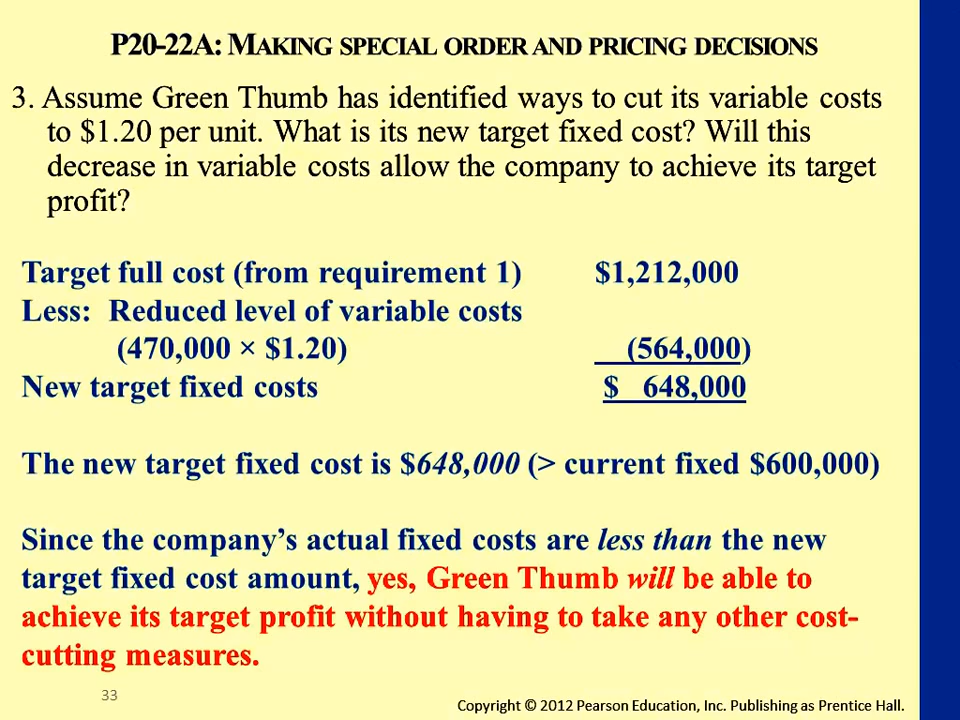 P20-22A: MAKING SPECIAL ORDER AND PRICING DECISIONS
3. Assume Green Thumb has identified ways to cut its variable costs
to $1.20 per unit. What is its new target fixed cost? Will this
decrease in variable costs allow the company to achieve its target
profit?
Target full cost (from requirement 1) $1,212,000
Less: Reduced level of variable costs
(470,000 × $1.20) (564,000)
New target fixed costs $ 648,000
The new target fixed cost is $648,000 (> current fixed $600,000)
Since the company’s actual fixed costs are less than the new
target fixed cost amount, yes, Green Thumb will be able to
achieve its target profit without having to take any other cost-
cutting measures.
33
Copyright © 2012 Pearson Education, Inc. Publishing as Prentice Hall.